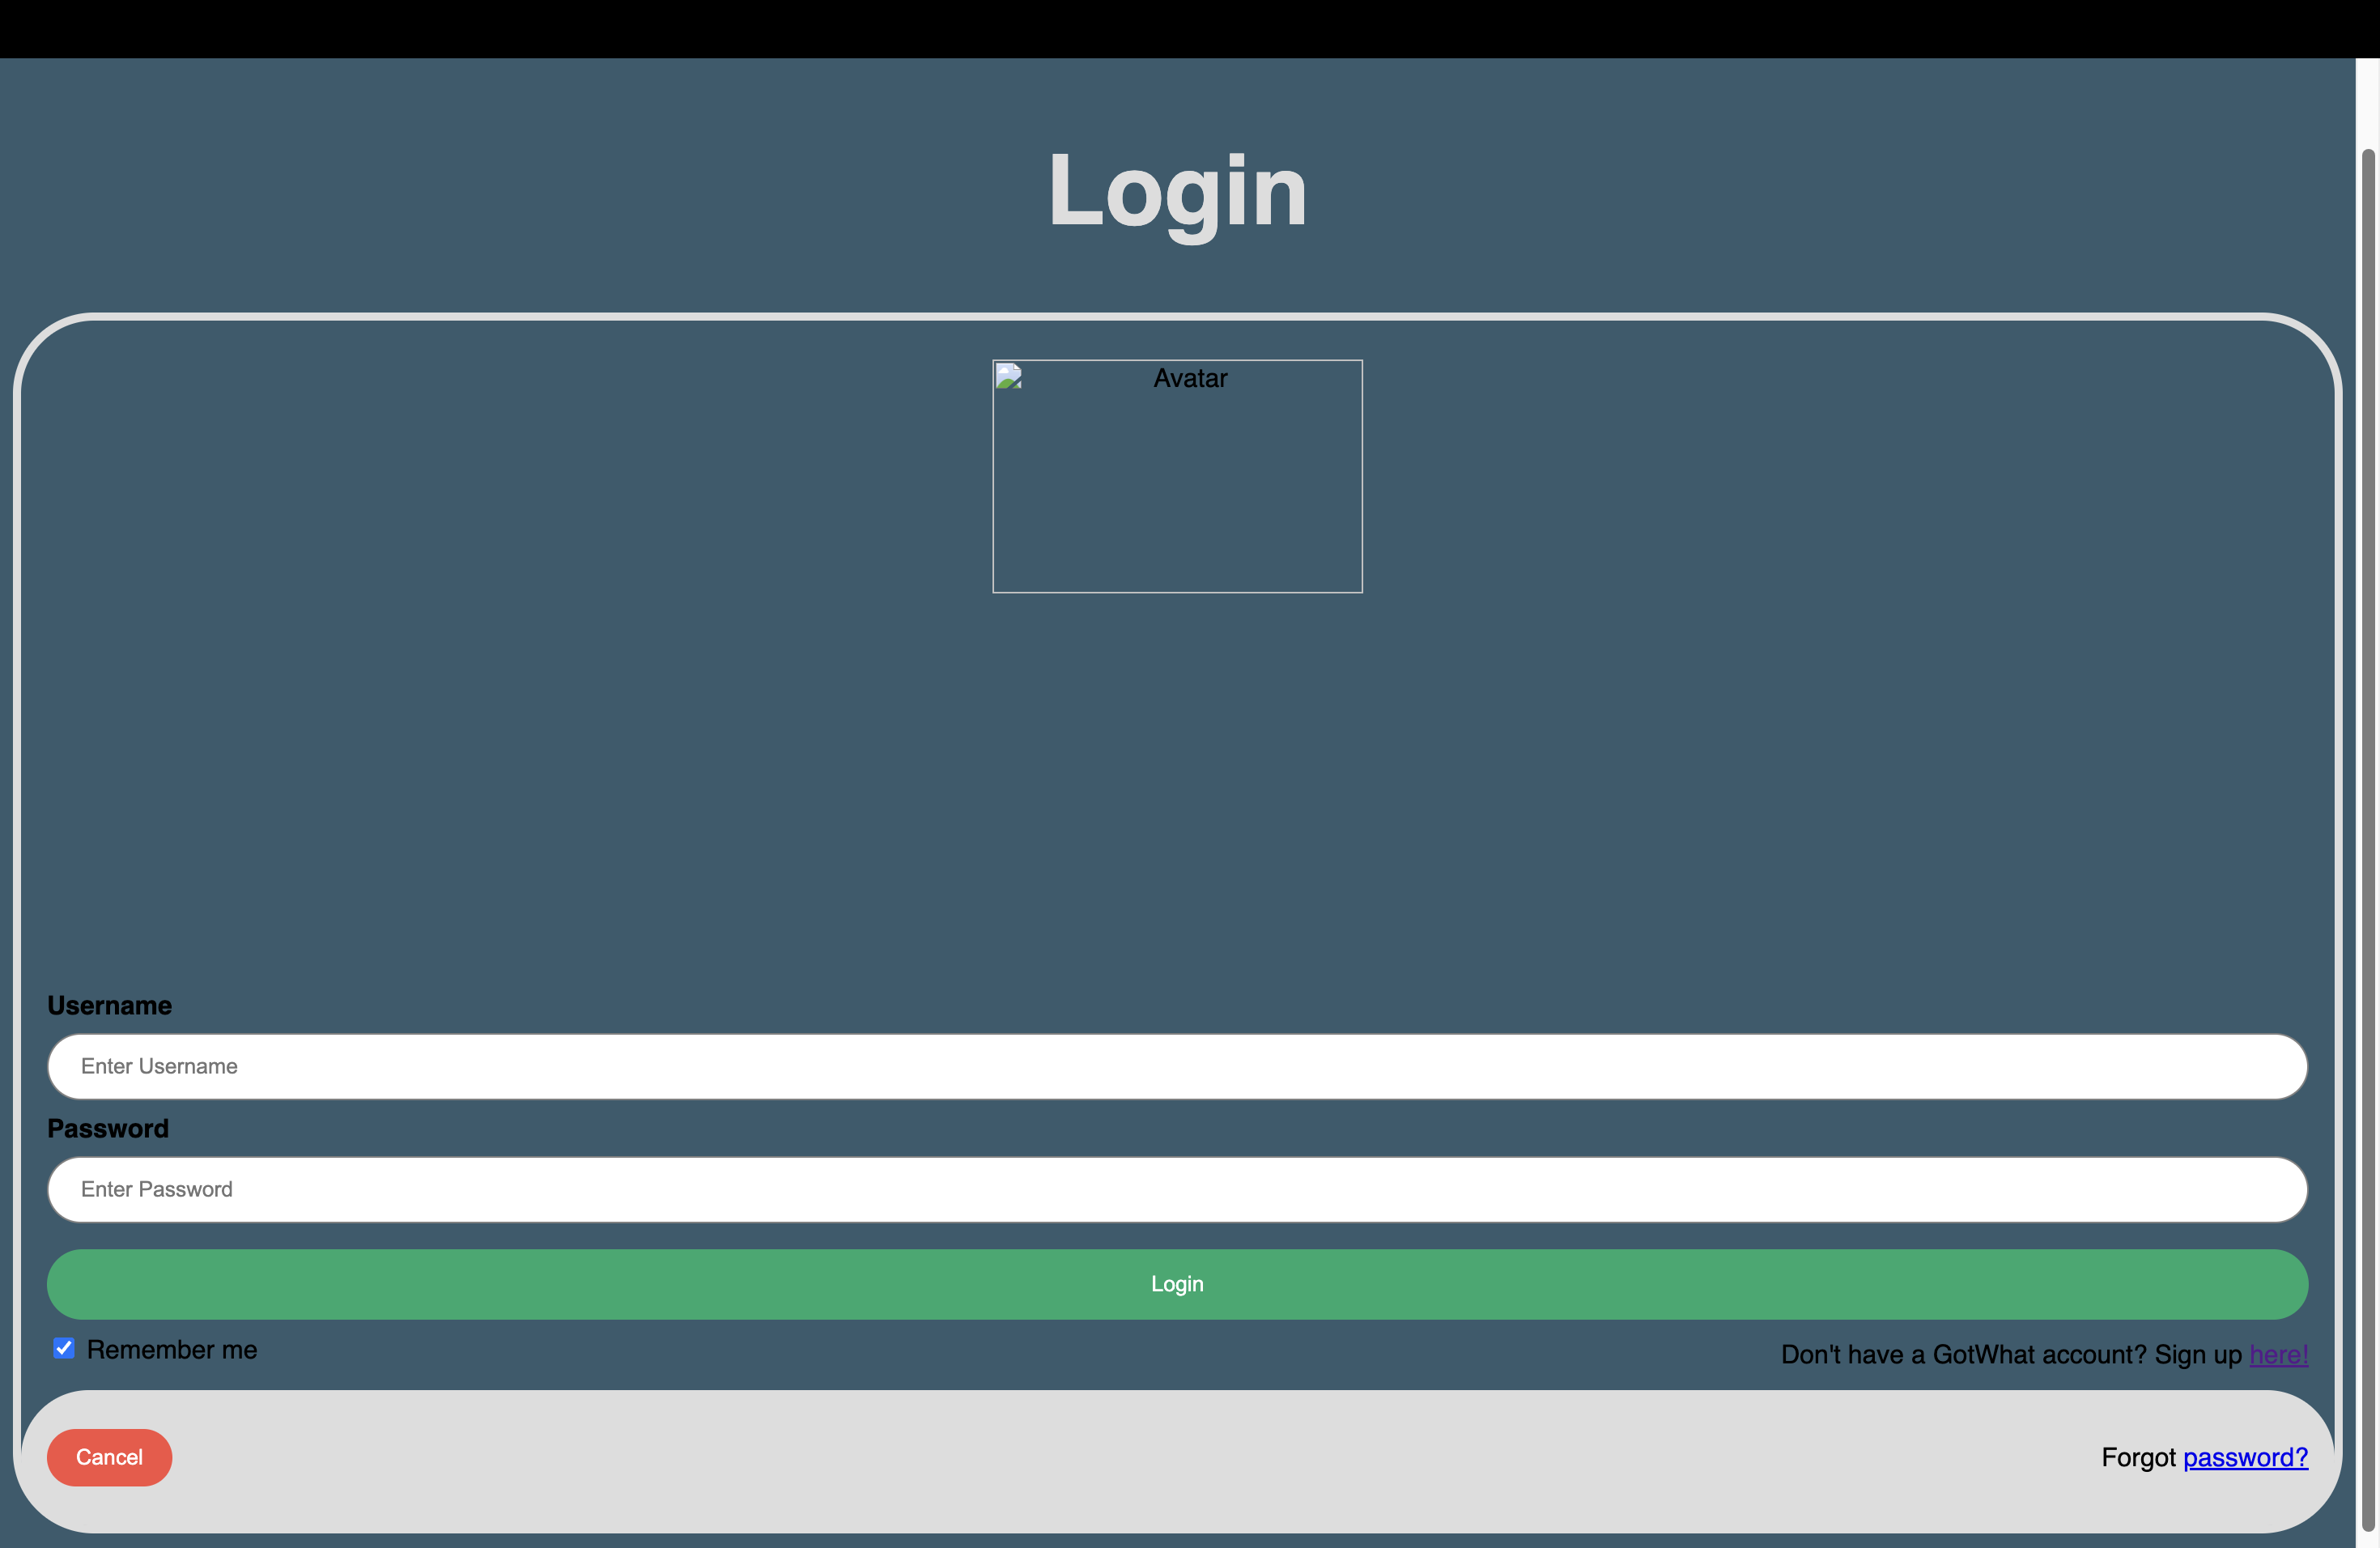 Login
Avatar
Username
Enter Username
Password
Enter Password
Login
Remember me
Don't have a GotWhat account? Sign up here!
Cancel
Forgot password?